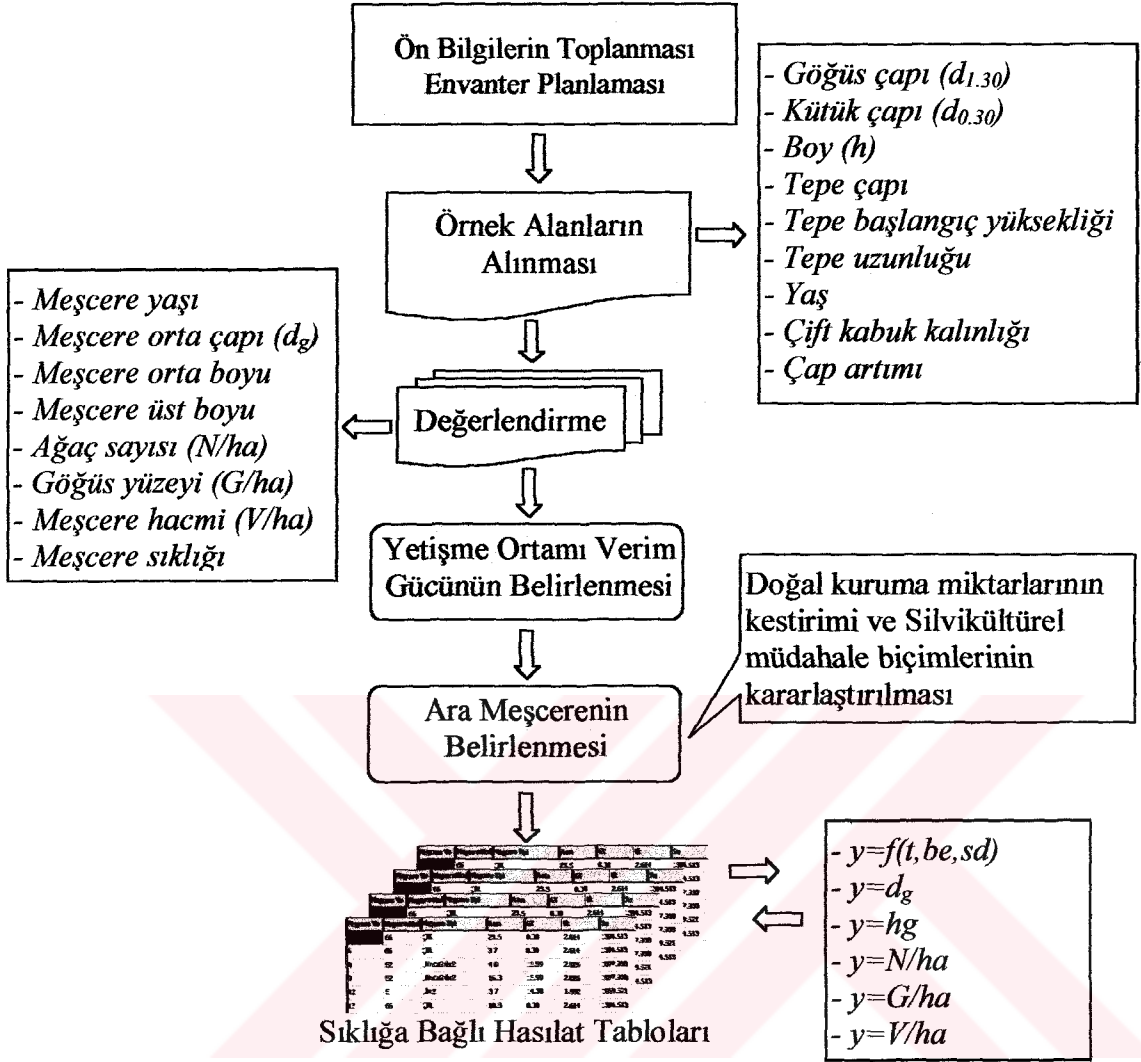 Ön Bilgilerin Toplanması
Envanter Planlaması
- Göğüs çapı (d1.30)
- Kütük çapı (d0.30)
- Boy (h)
- Tepe çapı
- Tepe başlangıç yüksekliği
- Tepe uzunluğu
- Yaş
- Çift kabuk kalınlığı
- Çap artımı
Örnek Alanların
Alınması
- Meşcere yaşı
- Meşcere orta çapı (dg)
- Meşcere orta boyu
- Meşcere üst boyu
- Ağaç sayısı (N/ha)
- Göğüs yüzeyi (G/ha)
- Meşcere hacmi (V/ha)
- Meşcere sıklığı
Değerlendirme
Yetişme Ortamı Verim
Gücünün Belirlenmesi
Doğal kuruma miktarlarının
kestirimi ve Silvikültürel
müdahale biçimlerinin
kararlaştırılması
Ara Meşcerenin
Belirlenmesi
- y=f(t,be,sd)
- y=dg
- y=hg
- y=N/ha
- y=G/ha
- y=V/ha
Sıklığa Bağlı Hasılat Tabloları